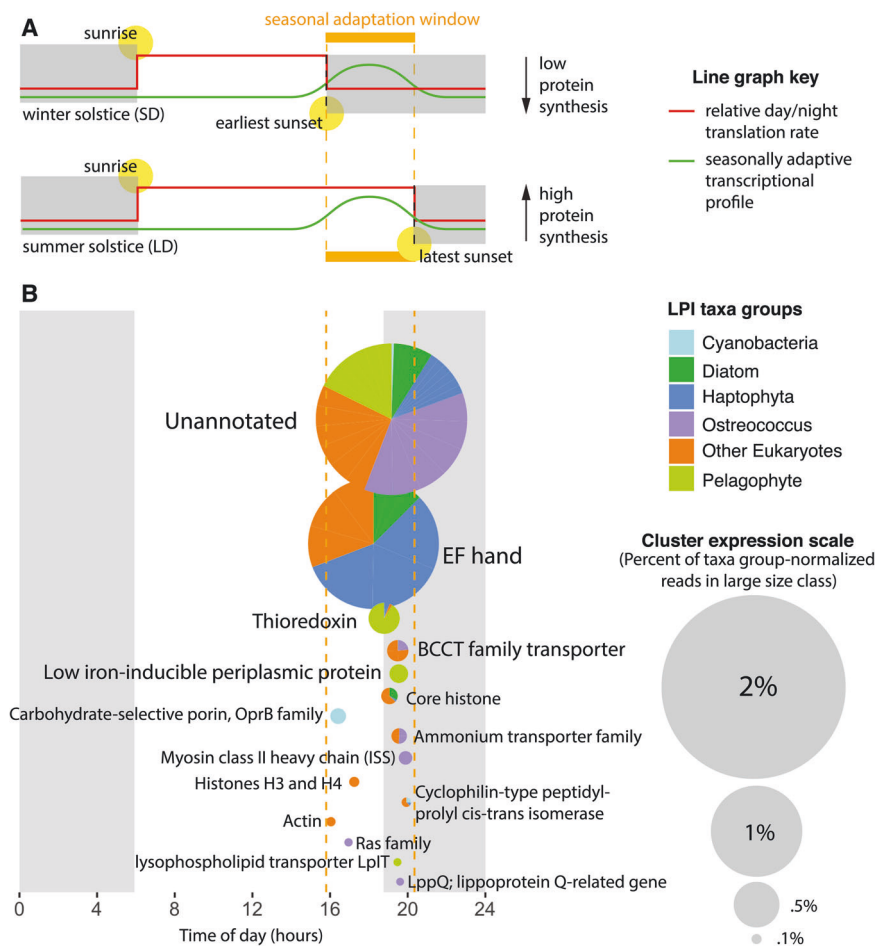 A
seasonal adaptation window
sunrise
winter solstice (SD)
earliest sunset
low
protein
synthesis
Line graph key
relative day/night
translation rate
seasonally adaptive
transcriptional
profile
sunrise
summer solstice (LD)
latest sunset
high
protein
synthesis
B
Unannotated
EF hand
Thioredoxin
BCCT family transporter
Low iron-inducible periplasmic protein
Core histone
Carbohydrate-selective porin, OprB family
Ammonium transporter family
Myosin class II heavy chain (ISS)
Histones H3 and H4
Cyclophilin-type peptidyl-
prolyl cis-trans isomerase
Actin
Ras family
lysophospholipid transporter LplT
LppQ; lippoprotein Q-related gene
0 4 8 12 16 20 24
Time of day (hours)
LPI taxa groups
Cyanobacteria
Diatom
Haptophyta
Ostreococcus
Other Eukaryotes
Pelagophyte
Cluster expression scale
(Percent of taxa group-normalized
reads in large size class)
2%
1%
.5%
.1%